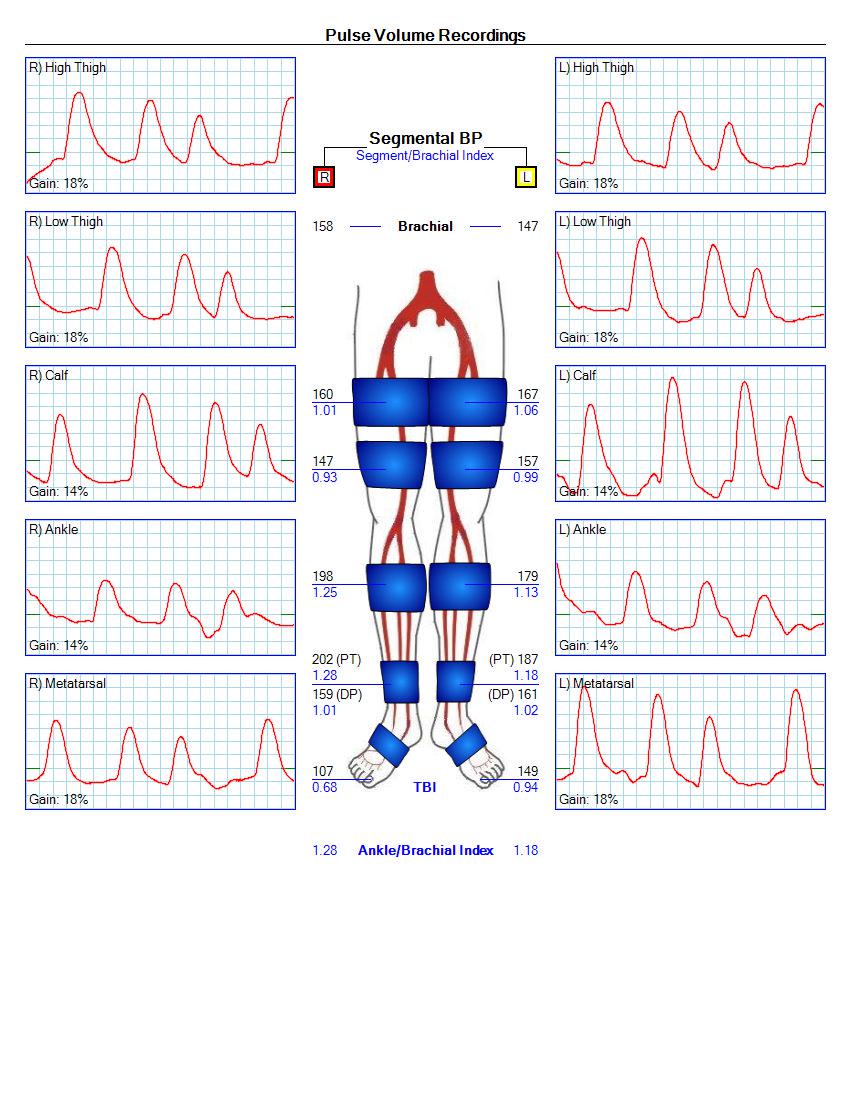 Pulse Volume Recordings
R) High Thigh
Gain: 18%
L) High Thigh
Gain: 18%
Segmental BP
Segment/Brachial Index
R L
158 Brachial 147
R) Low Thigh
Gain: 18%
L) Low Thigh
Gain: 18%
R) Calf
Gain: 14%
160 167
1.01 1.06
147 157
0.93 0.99
L) Calf
Gain: 14%
R) Ankle
Gain: 14%
198 179
1.25 1.13
L) Ankle
Gain: 14%
202 (PT) (PT) 187
1.28 1.18
159 (DP) (DP) 161
1.01 1.02
R) Metatarsal
Gain: 18%
107 149
0.68 TBI 0.94
L) Metatarsal
Gain: 18%
1.28 Ankle/Brachial Index 1.18